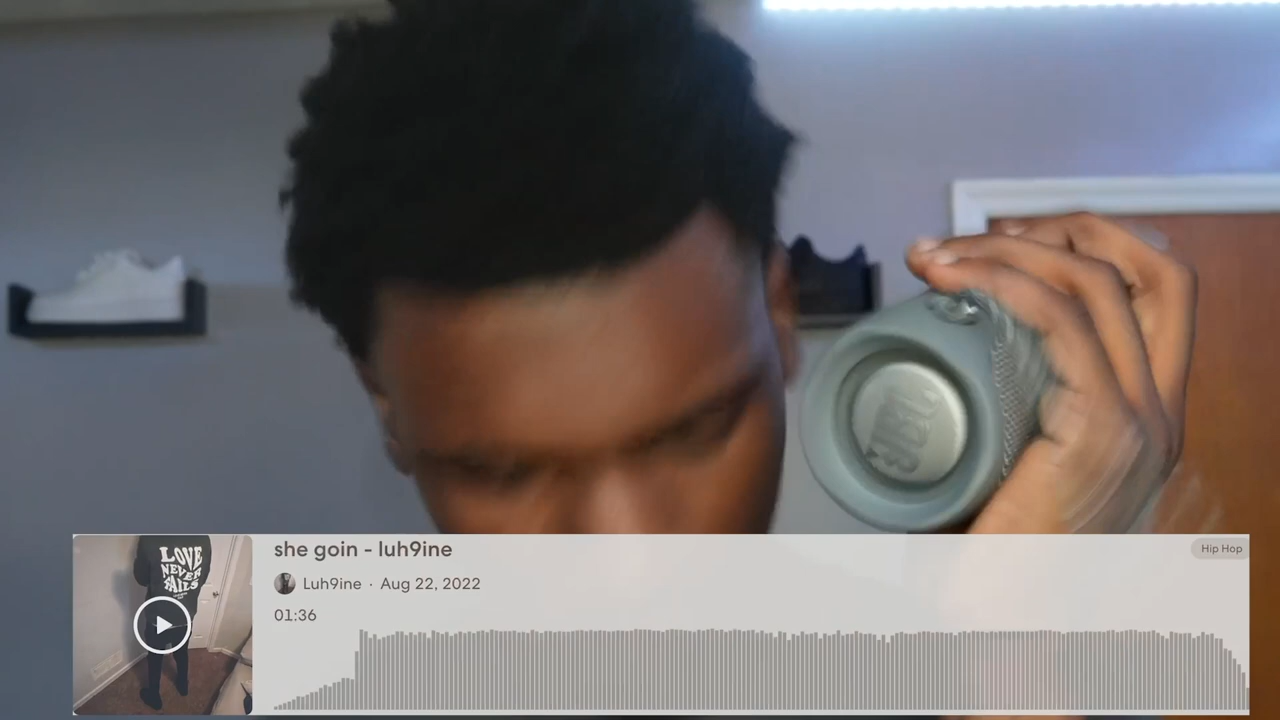 JBL
she goin - luh9ine
Hip Hop
Luh9ine · Aug 22, 2022
01:36
LOVE
NEVER
FAILS